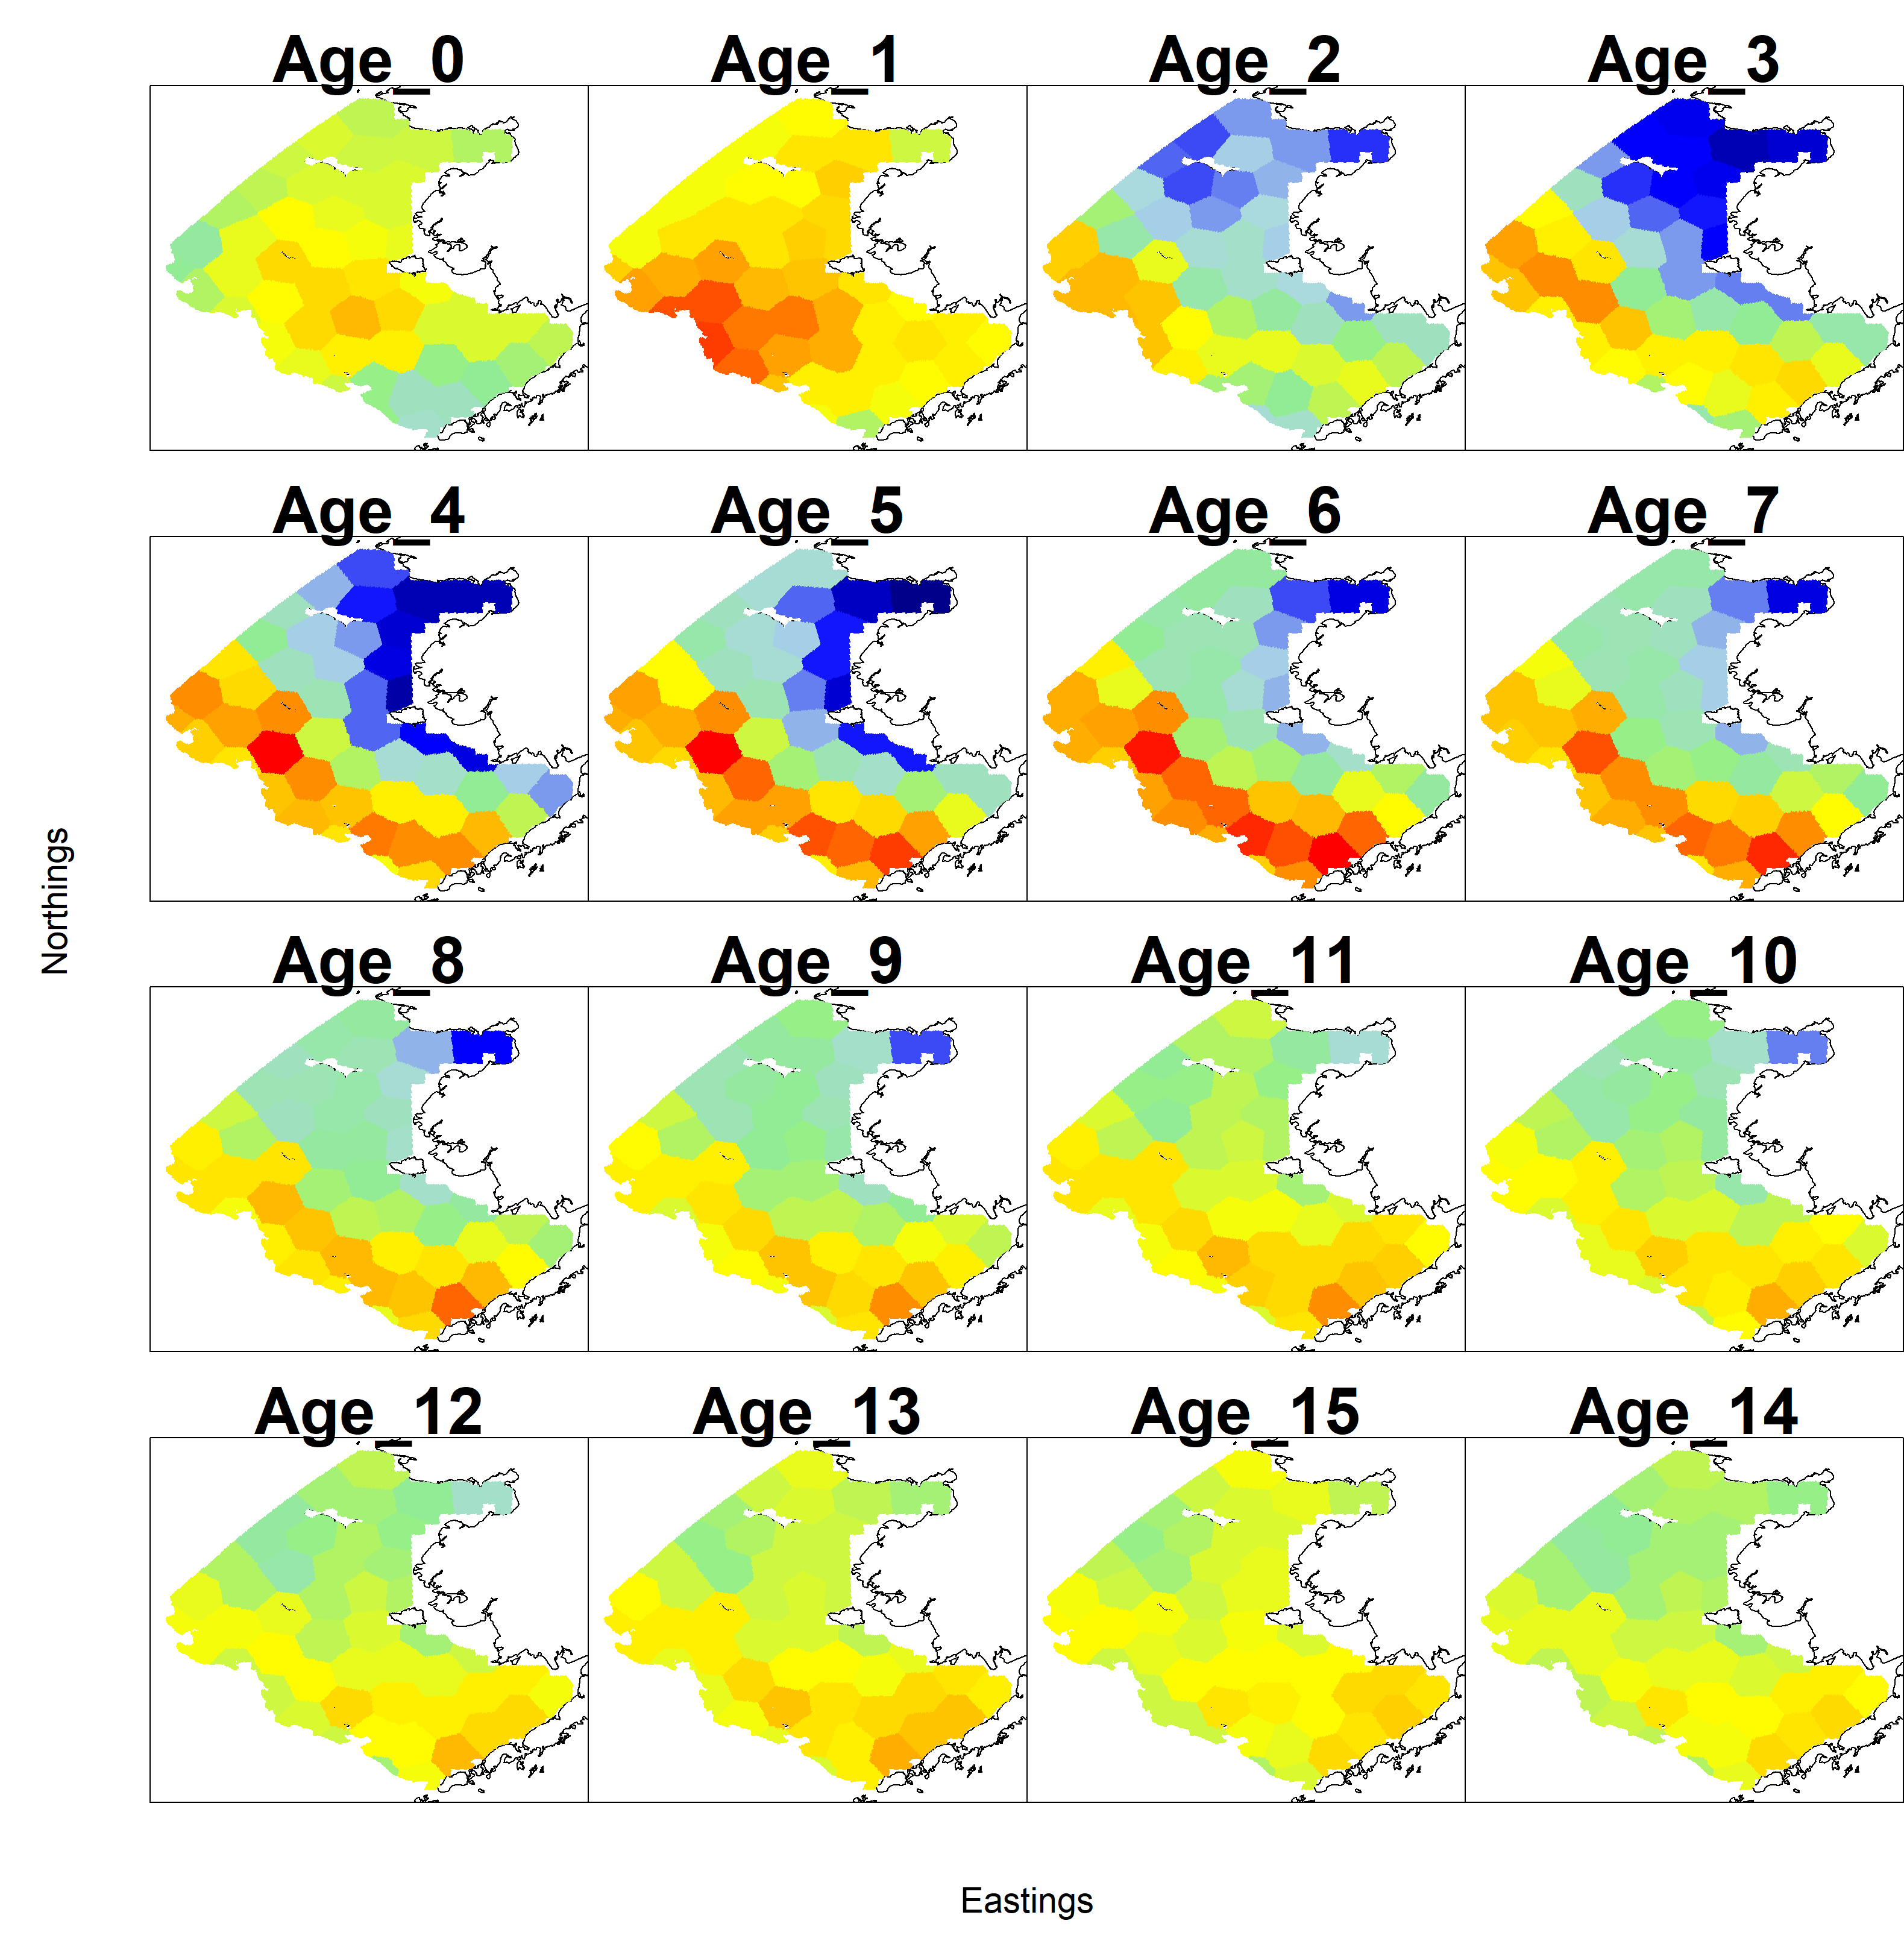 Age_0 Age_1 Age_2 Age_3
Age_4 Age_5 Age_6 Age_7
Northings
Age_8 Age_9 Age_11 Age_10
Age_12 Age_13 Age_15 Age_14
Eastings